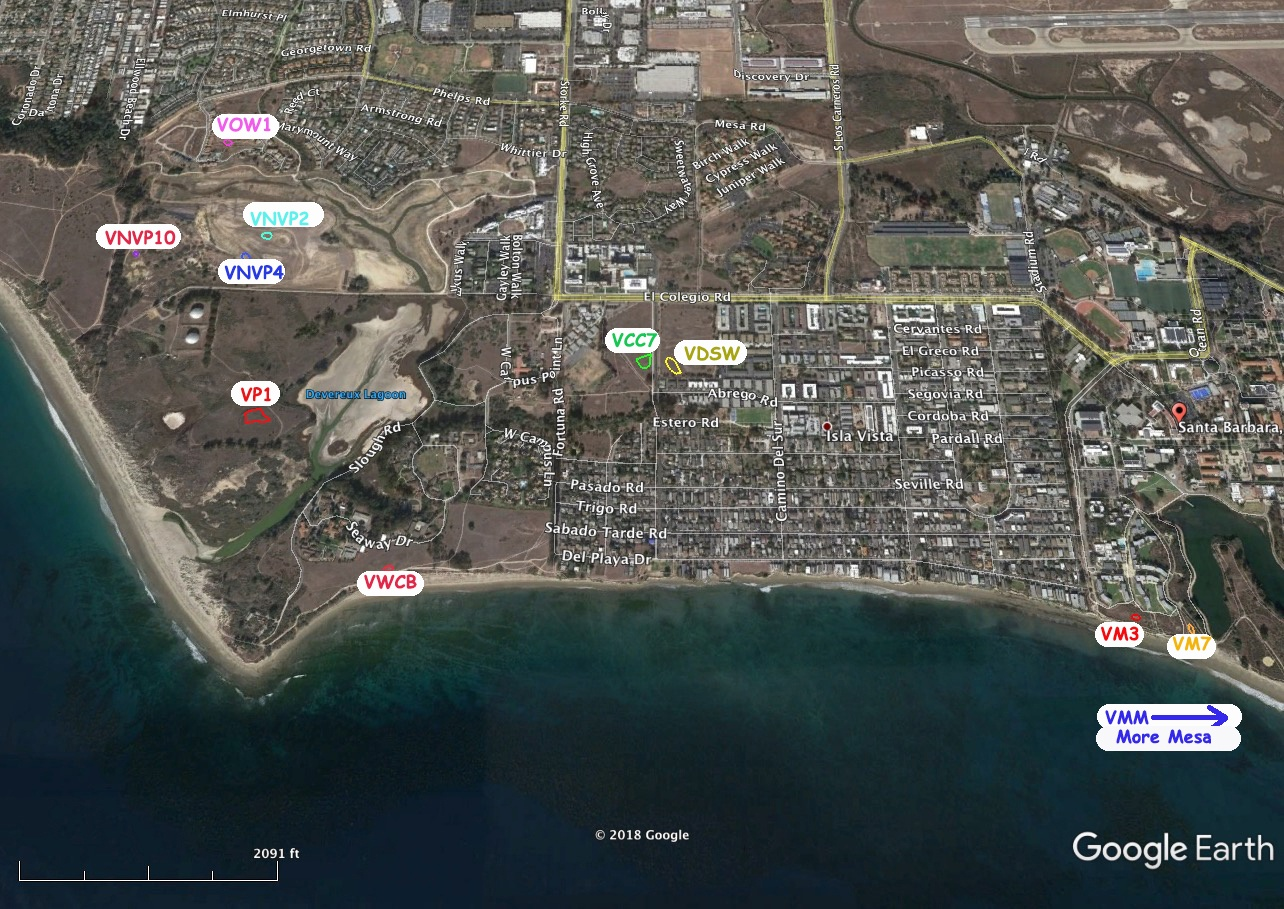 Elmhurst Pl
Georgetown Rd
Coronado Dr
Ellwood Beach Dr
Da
Phelps Rd
Armstrong Rd
Reed Ct
Marymount Way
Whittier Dr
Storke Rd
Discovery Dr
S Los Carneros Rd
Mesa Rd
Birch Walk
Cypress Walk
Juniper Walk
High Grove Ave
VOW1
VNVP2
VNVP10
VNVP4
Gayley Walk
Bolton Walk
El Colegio Rd
Stadium Rd
Ocean Rd
VCC7
VDSW
Cervantes Rd
El Greco Rd
Picasso Rd
Segovia Rd
Cordoba Rd
Pardall Rd
Abrego Rd
Estero Rd
Isla Vista
Santa Barbara,
VP1
Devereux Lagoon
Slough Rd
Fortuna Rd
W Camp
Camino Del Sur
Pasado Rd
Seville Rd
Trigo Rd
Sabado Tarde Rd
Del Playa Dr
Seaway Dr
VWCB
VM3
VM7
VMM
More Mesa
© 2018 Google
Google Earth
2091 ft